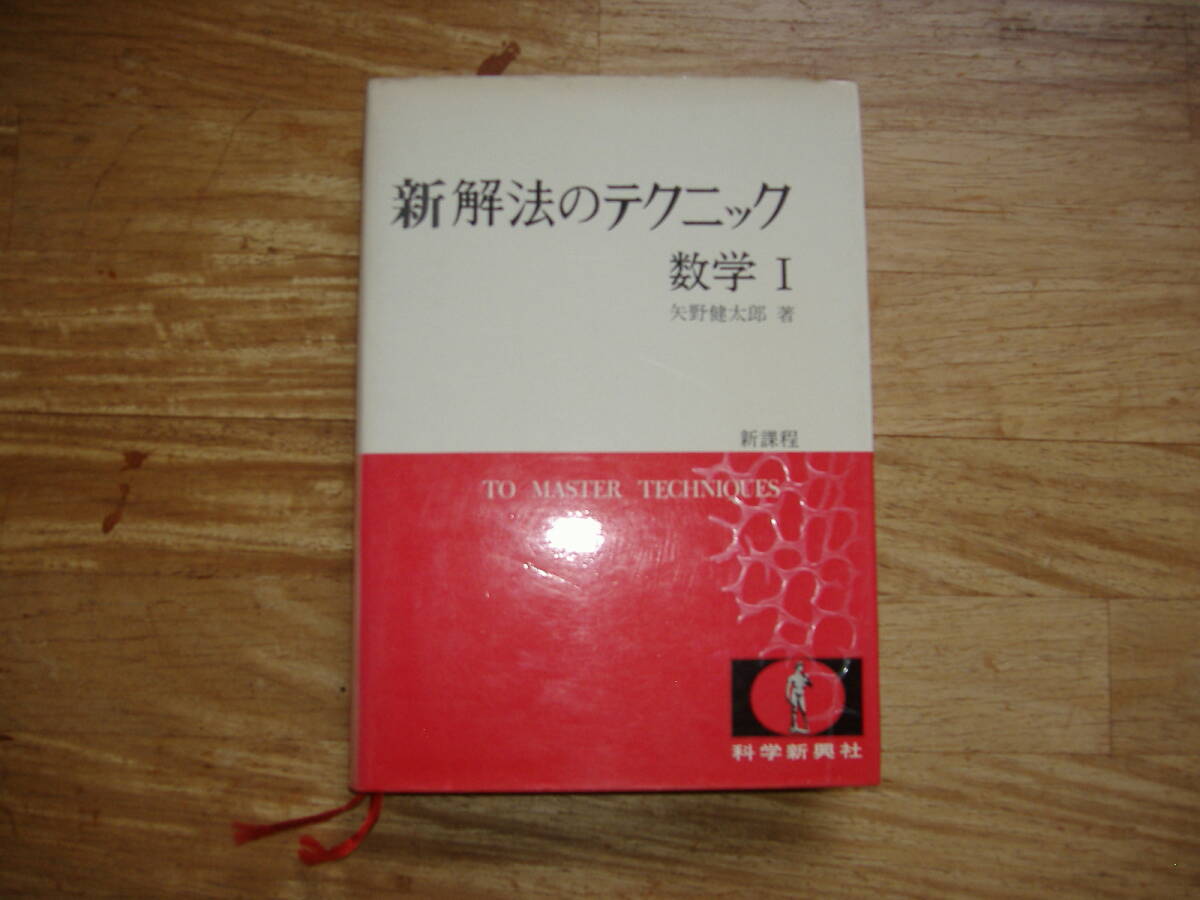 新解法のテクニック
数学 I
矢野健太郎 著
新課程
TO MASTER TECHNIQUES
科学新興社